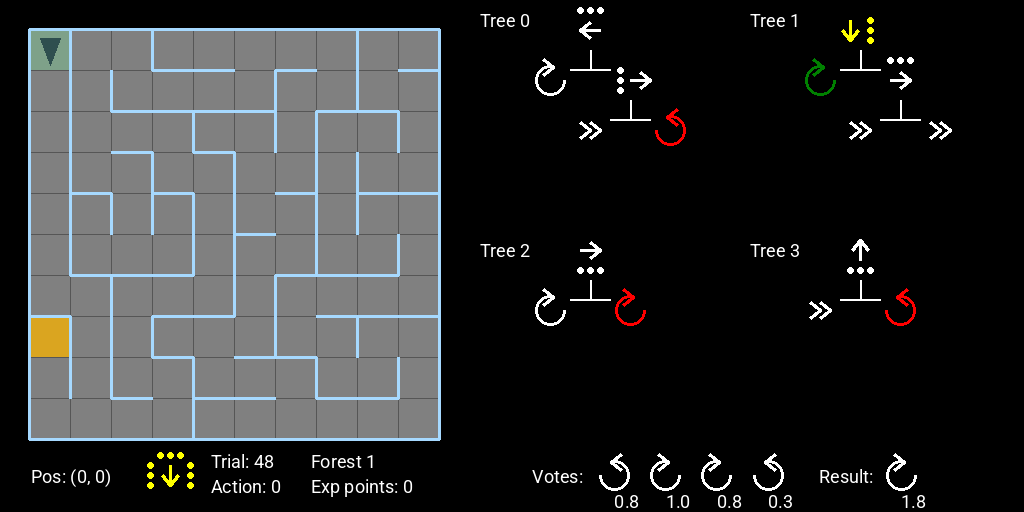 Tree 0
Tree 1
Tree 2
Tree 3
Pos: (0, 0)
Trial: 48
Action: 0
Forest 1
Exp points: 0
Votes:
0.8
1.0
0.8
0.3
Result:
1.8